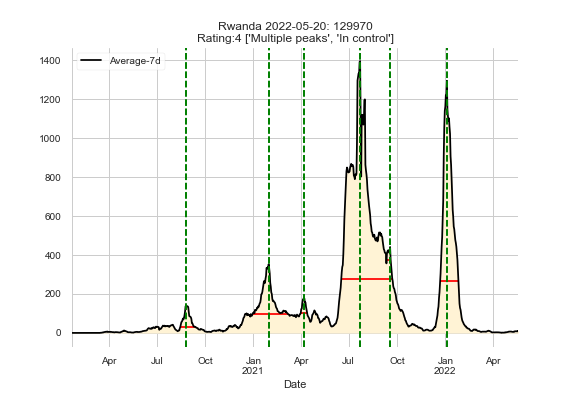 Rwanda 2022-05-20: 129970
Rating:4 ['Multiple peaks', 'In control']
Average-7d
1400
1200
1000
800
600
400
200
0
Apr Jul Oct Jan Apr Jul Oct Jan Apr
2021 2022
Date